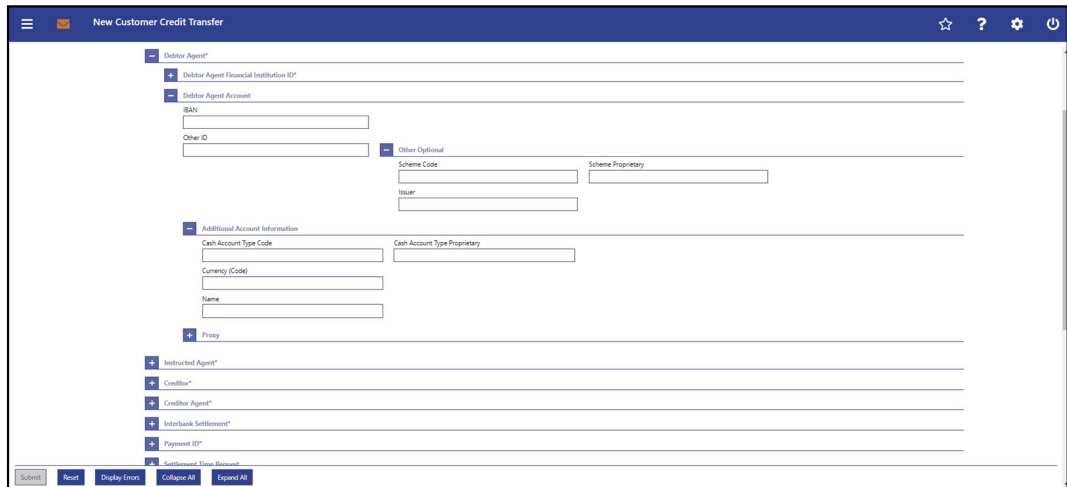 New Customer Credit Transfer
Debtor Agent*
Debtor Agent Financial Institution ID*
Debtor Agent Account
IBAN
Other ID
Other Optional
Scheme Code Scheme Proprietary
Issuer
Additional Account Information
Cash Account Type Code Cash Account Type Proprietary
Currency (Code)
Name
Proxy
Instructed Agent*
Creditor*
Creditor Agent*
Interbank Settlement*
Payment ID*
Settlement Time Request
Submit Reset Display Errors Collapse All Expand All